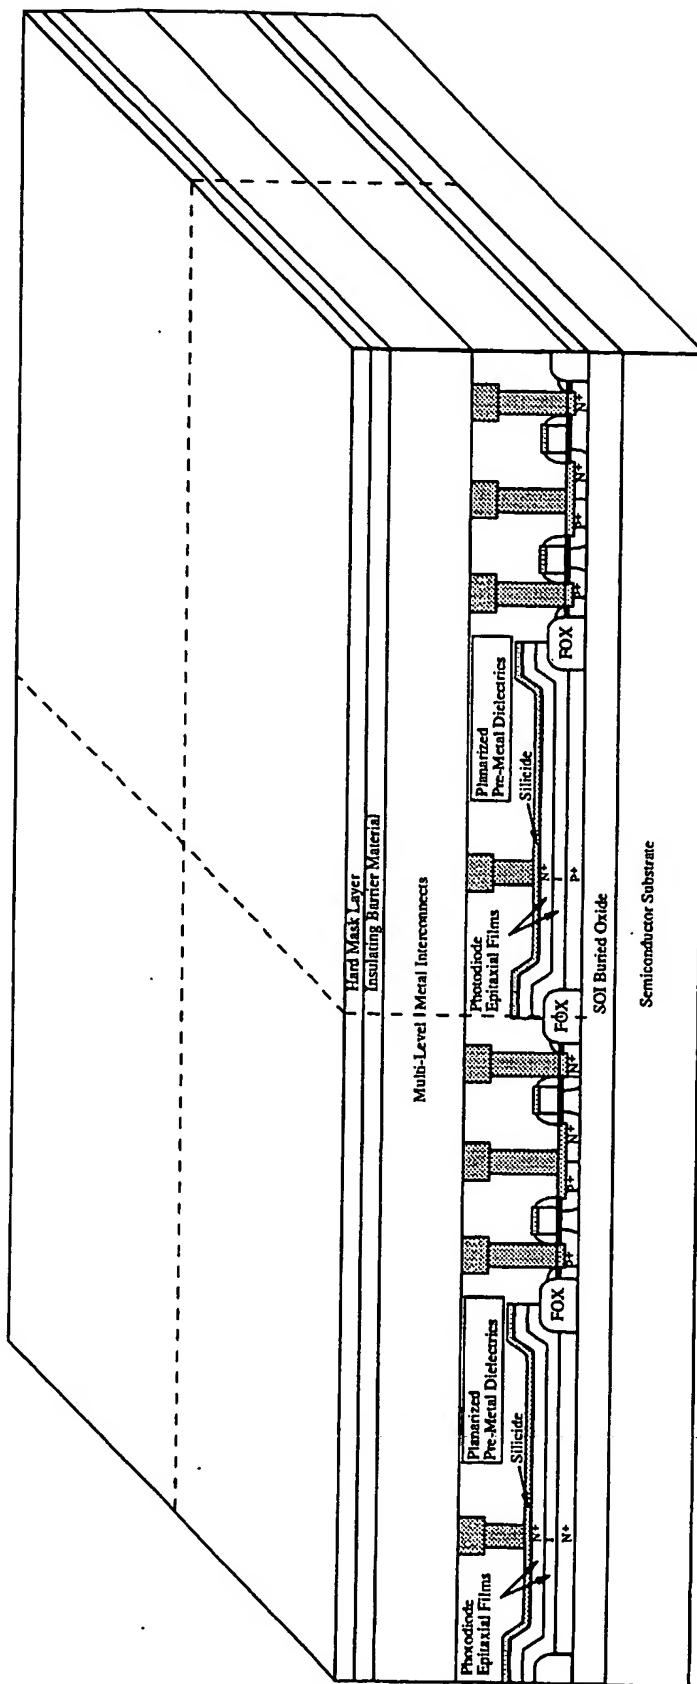 Hard Mask Layer
Insulating Barrier Material
Multi-Level Metal Interconnects
Photodiode
Epitaxial Films
Planarized
Pre-Metal Dielectrics
Silicide
N+
I
N+
FOX
P+
P+
N+
N+
FOX
Photodiode
Epitaxial Films
Planarized
Pre-Metal Dielectrics
Silicide
N+
I
P+
FOX
P+
P+
N+
N+
SOI Buried Oxide
Semiconductor Substrate